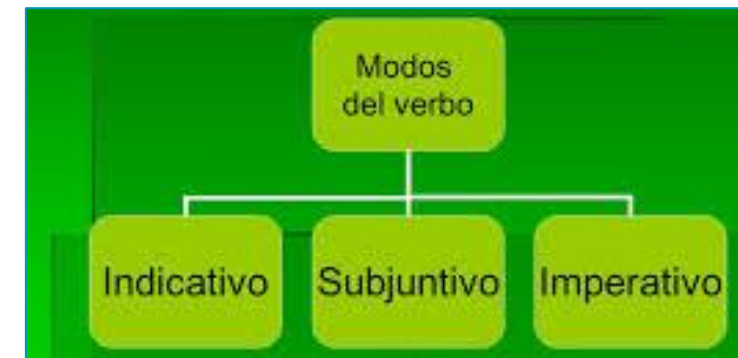 Modos
del verbo
Indicativo
Subjuntivo
Imperativo